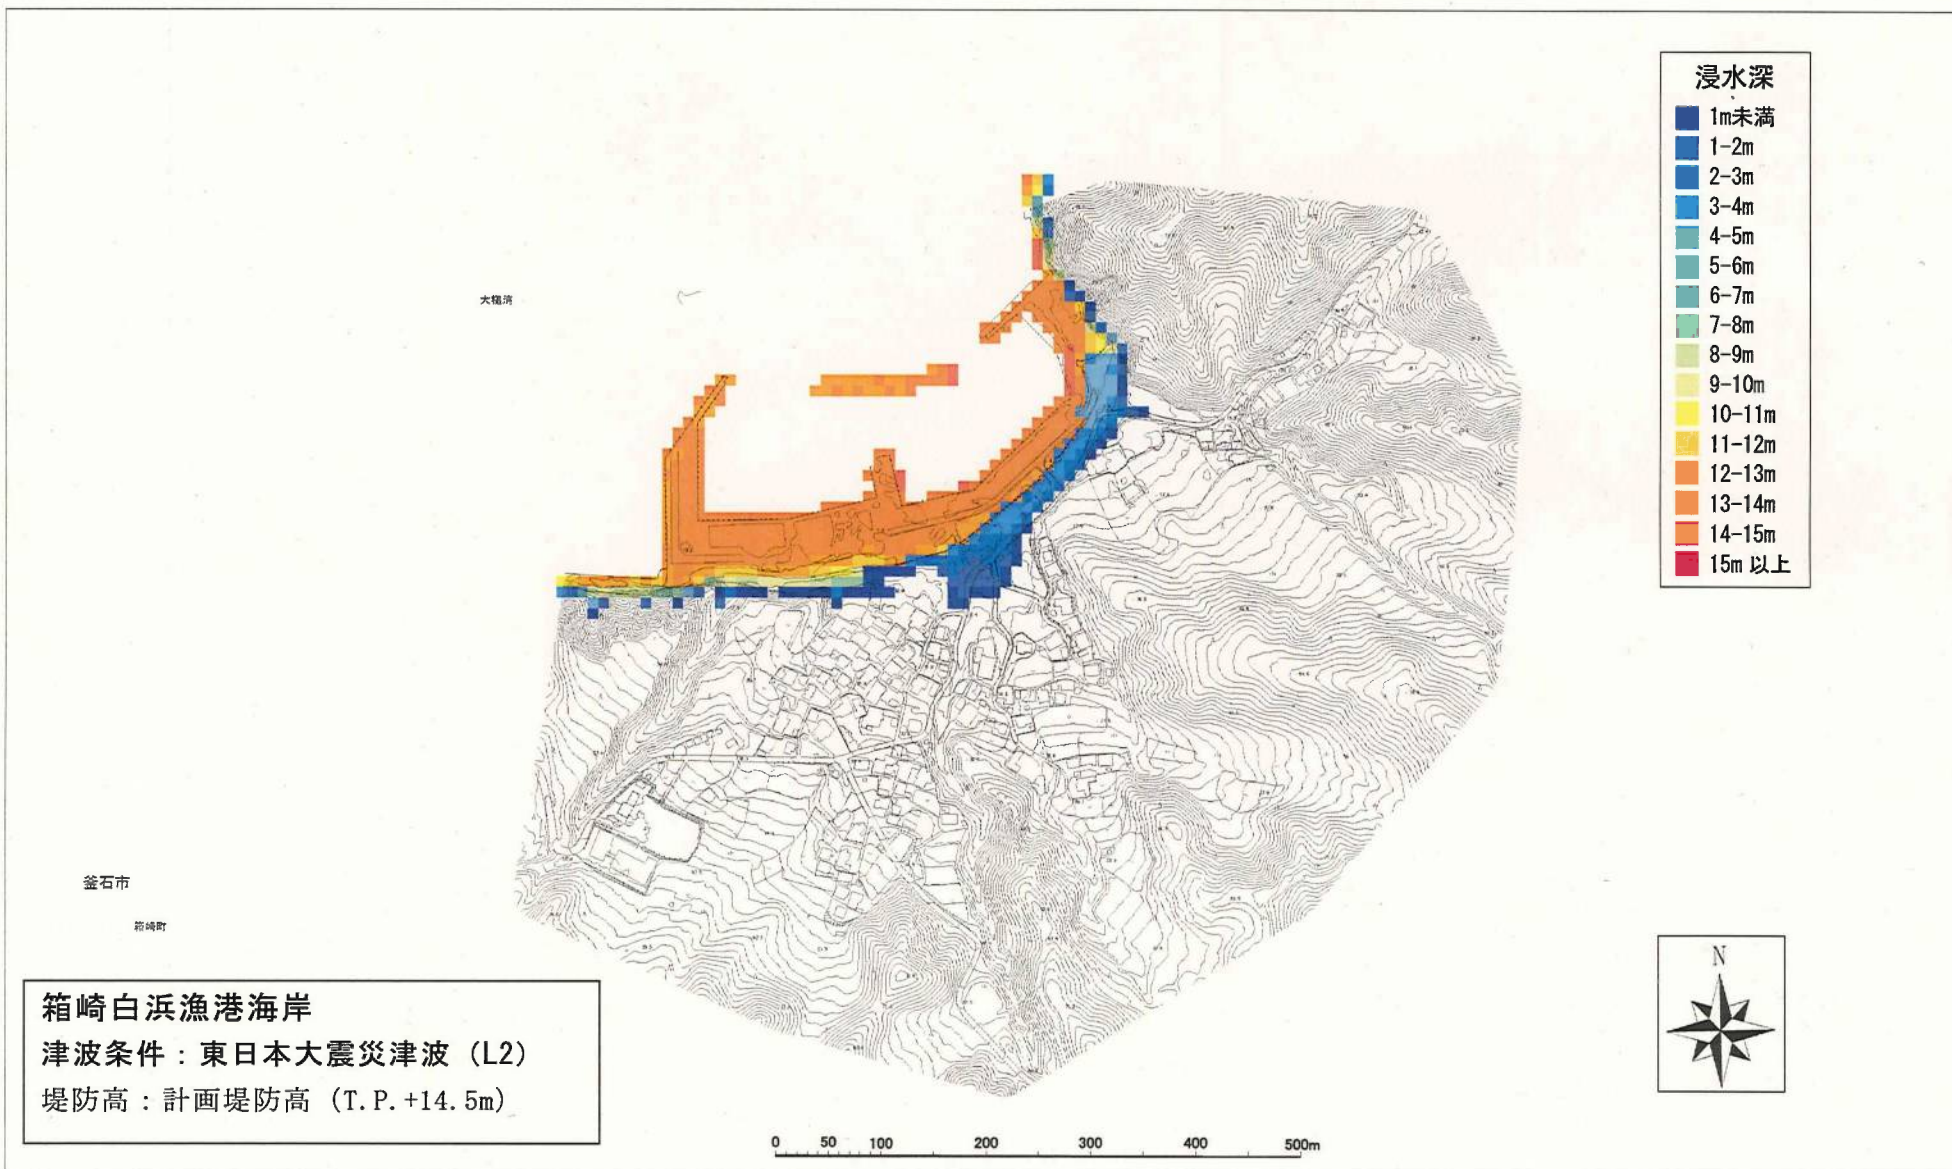 浸水深
1m未満
1-2m
2-3m
3-4m
4-5m
5-6m
6-7m
7-8m
8-9m
9-10m
10-11m
11-12m
12-13m
13-14m
14-15m
15m 以上
大槌湾
釜石市
箱崎町
N
箱崎白浜漁港海岸
津波条件：東日本大震災津波（L2）
堤防高：計画堤防高（T.P.+14.5m）
0 50 100 200 300 400 500m